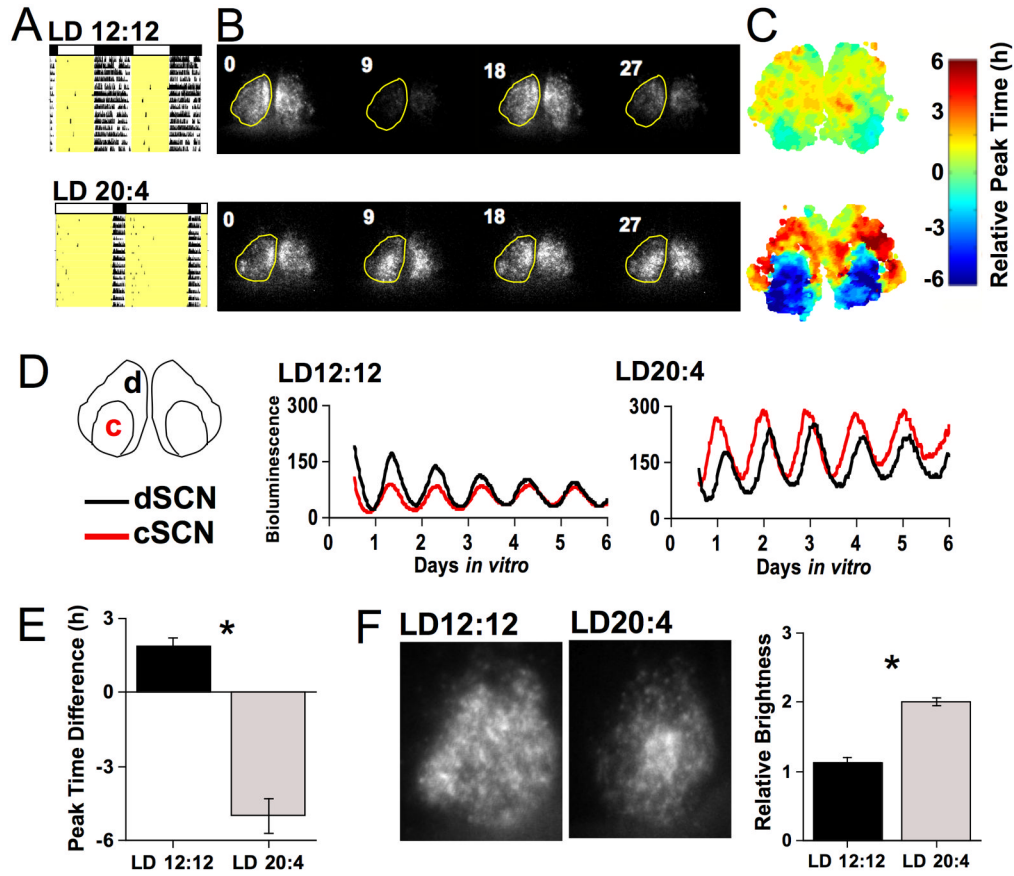 A
LD 12:12
LD 20:4
B
0
9
18
27
0
9
18
27
C
6
3
0
-3
-6
Relative Peak Time (h)
D
d
c
dSCN
cSCN
LD12:12
Bioluminescence
300
150
30
0
1
2
3
4
5
6
Days in vitro
LD20:4
300
150
30
0
1
2
3
4
5
6
Days in vitro
E
Peak Time Difference (h)
3
0
-3
-6
*
LD 12:12
LD 20:4
F
LD12:12
LD20:4
Relative Brightness
3
2
1
0
*
LD 12:12
LD 20:4